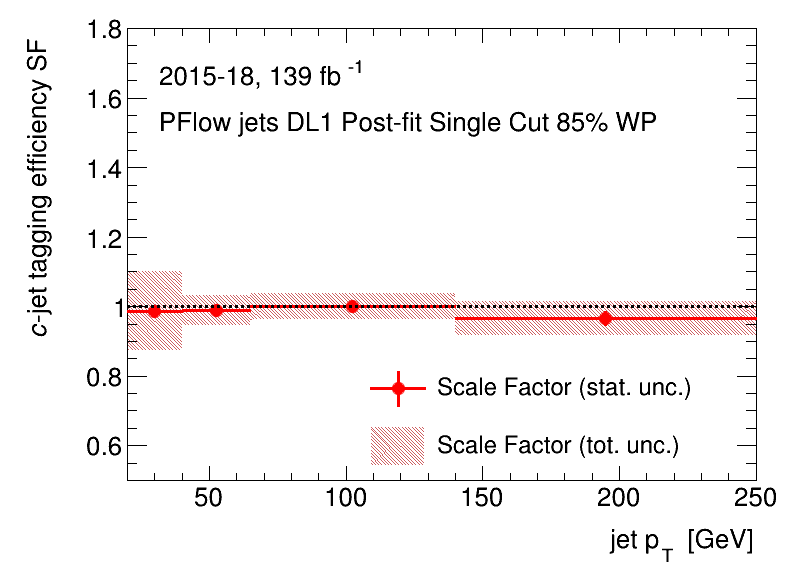 c-jet tagging efficiency SF
1.8
1.6
1.4
1.2
1
0.8
0.6
2015-18, 139 fb⁻¹
PFlow jets DL1 Post-fit Single Cut 85% WP
Scale Factor (stat. unc.)
Scale Factor (tot. unc.)
50 100 150 200 250
jet p_T [GeV]